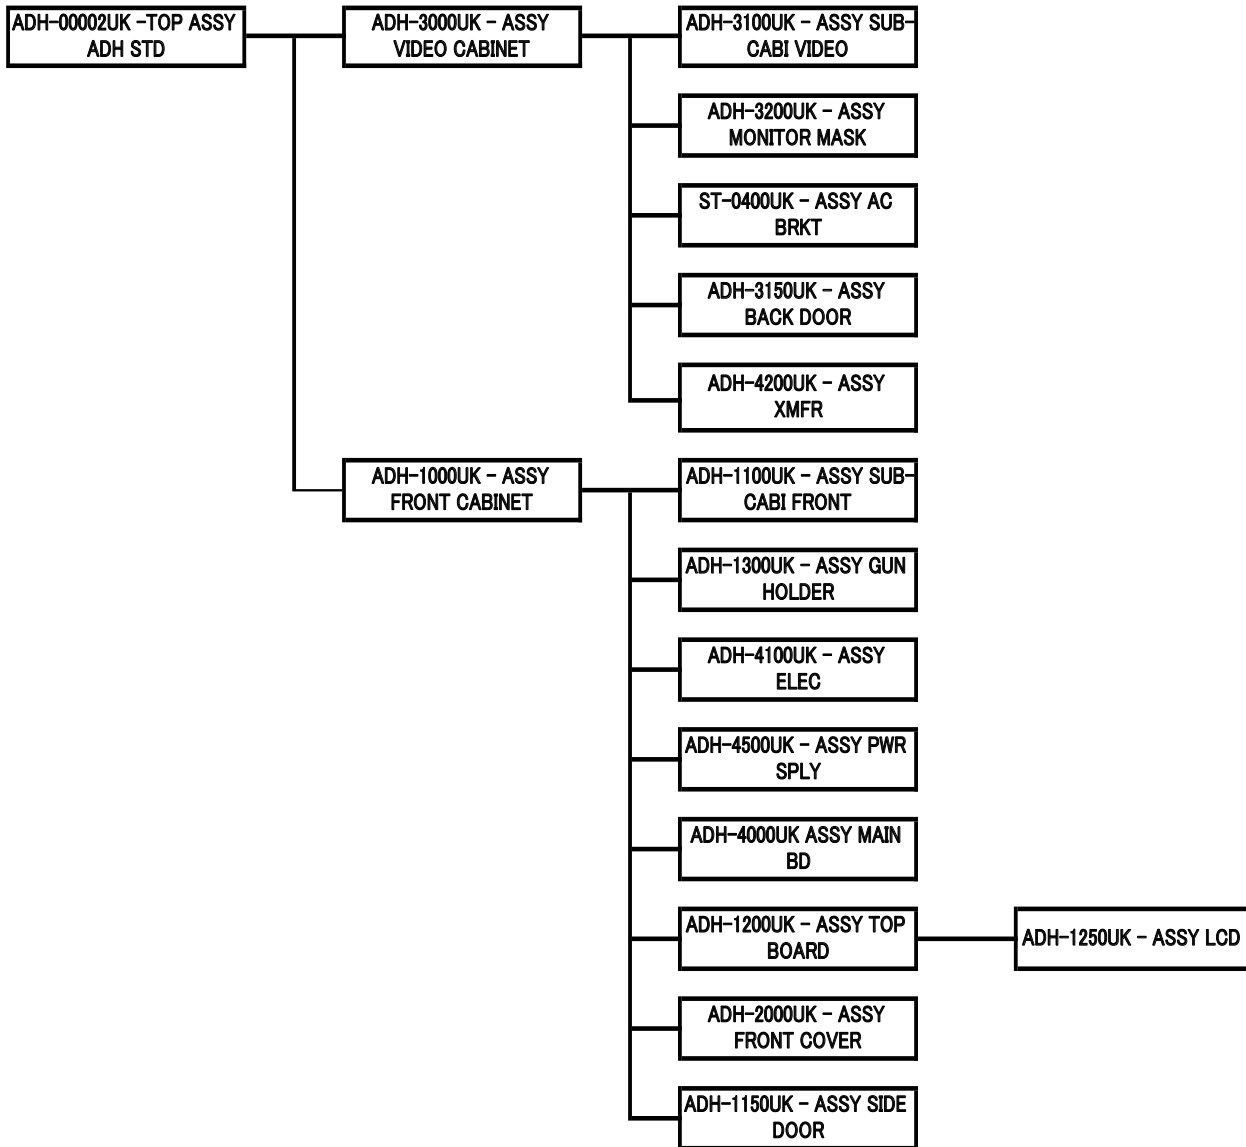 ADH-00002UK -TOP ASSY
ADH STD
ADH-3000UK - ASSY
VIDEO CABINET
ADH-3100UK - ASSY SUB-
CABI VIDEO
ADH-3200UK - ASSY
MONITOR MASK
ST-0400UK - ASSY AC
BRKT
ADH-3150UK - ASSY
BACK DOOR
ADH-4200UK - ASSY
XMFR
ADH-1000UK - ASSY
FRONT CABINET
ADH-1100UK - ASSY SUB-
CABI FRONT
ADH-1300UK - ASSY GUN
HOLDER
ADH-4100UK - ASSY
ELEC
ADH-4500UK - ASSY PWR
SPLY
ADH-4000UK ASSY MAIN
BD
ADH-1200UK - ASSY TOP
BOARD
ADH-1250UK - ASSY LCD
ADH-2000UK - ASSY
FRONT COVER
ADH-1150UK - ASSY SIDE
DOOR